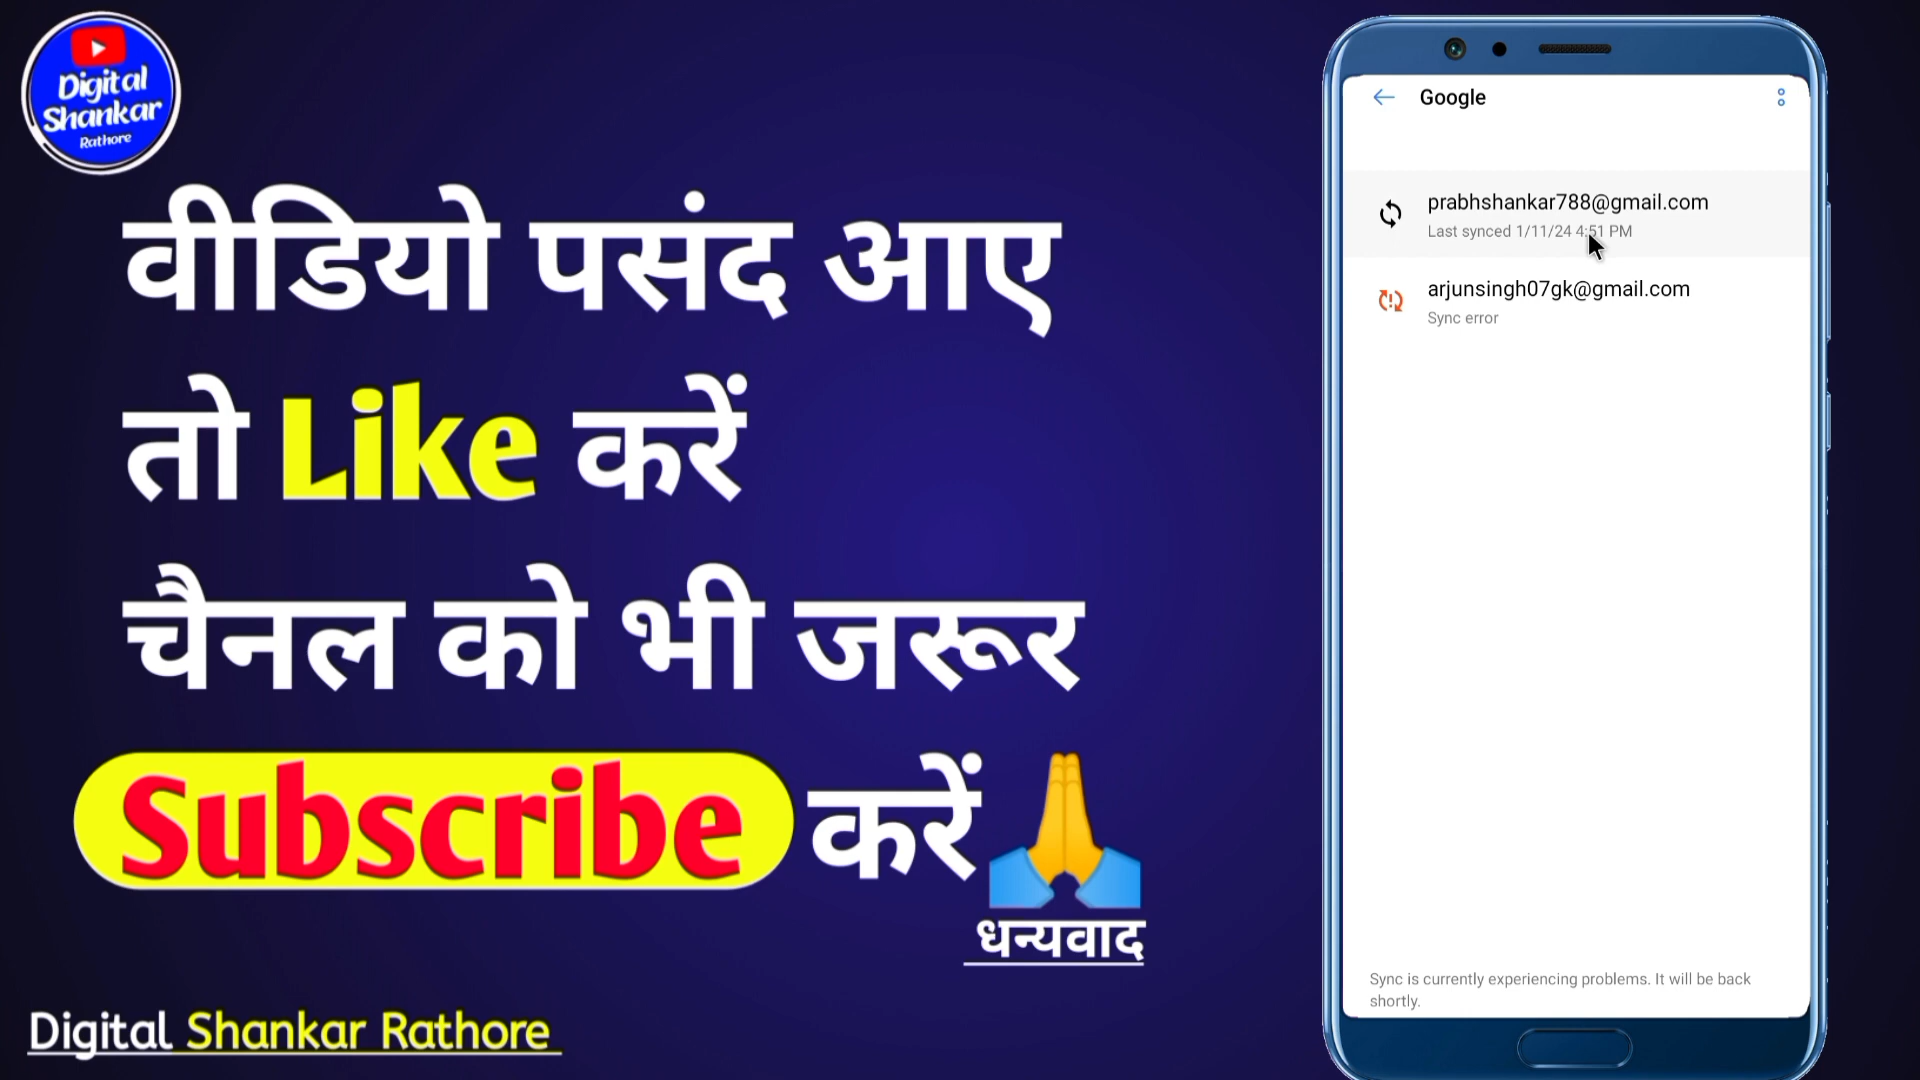 Digital
Shankar
Rathore
वीडियो पसंद आए
तो Like करें
चैनल को भी जरूर
Subscribe करें
धन्यवाद
Digital Shankar Rathore
Google
prabhshankar788@gmail.com
Last synced 1/11/24 4:51 PM
arjunsingh07gk@gmail.com
Sync error
Sync is currently experiencing problems. It will be back
shortly.